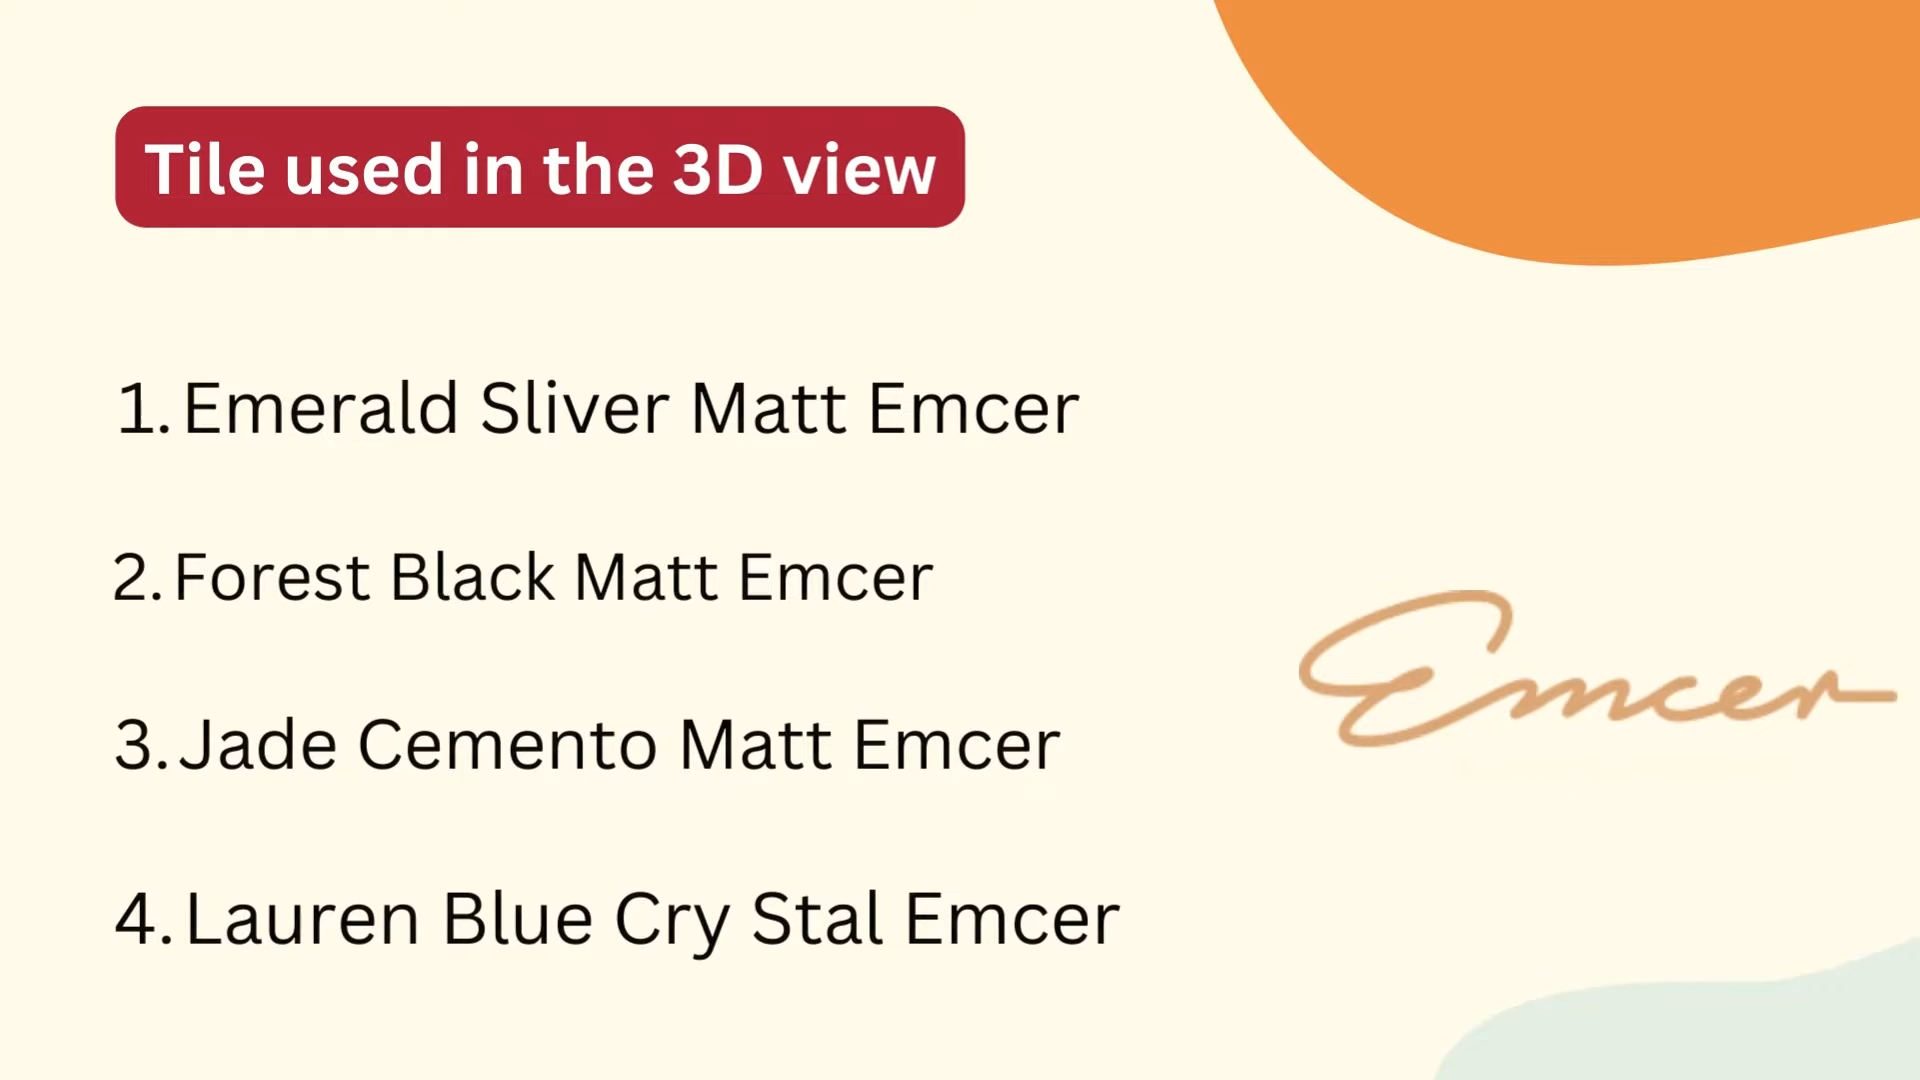 Tile used in the 3D view
1. Emerald Sliver Matt Emcer
2. Forest Black Matt Emcer
3. Jade Cemento Matt Emcer
4. Lauren Blue Cry Stal Emcer
Emcer